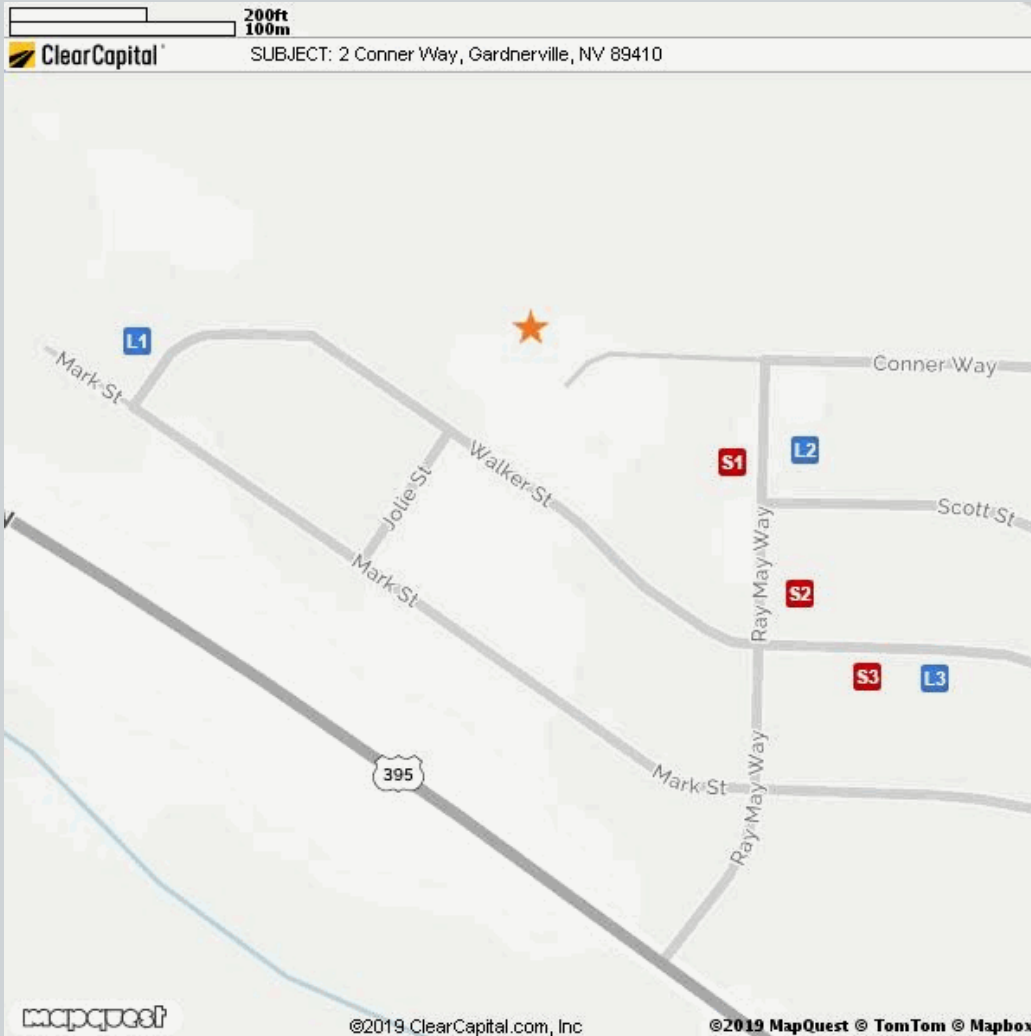 200ft
100m
ClearCapital
SUBJECT: 2 Conner Way, Gardnerville, NV 89410
L1
Mark St
Conner Way
S1
L2
Walker St
Jolie St
Scott St
Ray May Way
Mark St
S2
S3
L3
395
Mark St
Ray May Way
mapquest
©2019 ClearCapital.com, Inc
©2019 MapQuest © TomTom © Mapbox